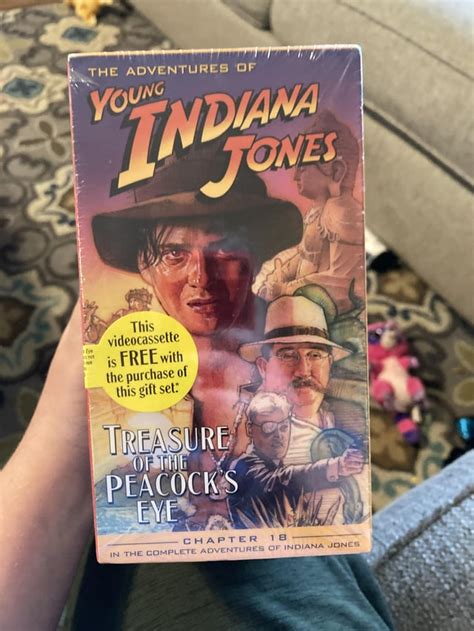 THE ADVENTURES OF
YOUNG
INDIANA
JONES
This
videocassette
is FREE with
the purchase of
this gift set.
TREASURE
OF THE
PEACOCK'S
EYE
CHAPTER 18
IN THE COMPLETE ADVENTURES OF INDIANA JONES